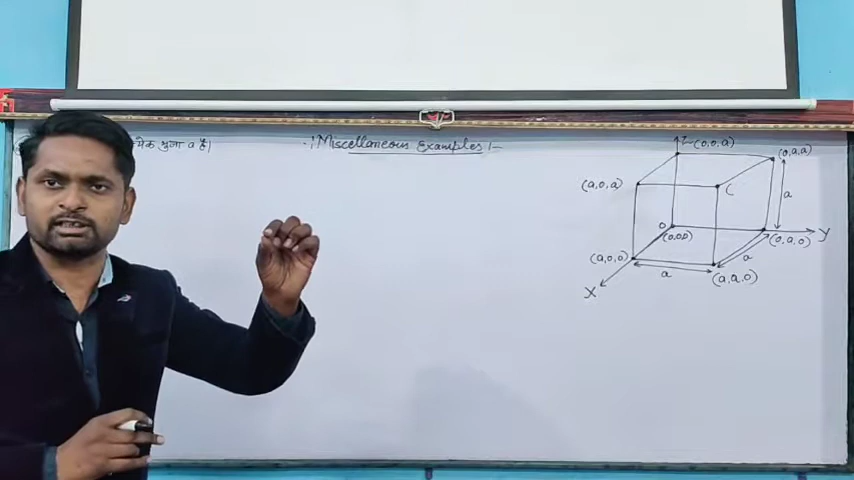 भुजा a है|
:Miscellaneous Examples:-
Z (0,0,a)
(0,a,a)
(a,0,a)
(
a
O
(0,0,0)
Y
(0,a,0)
(a,0,0)
a
a
(a,a,0)
X